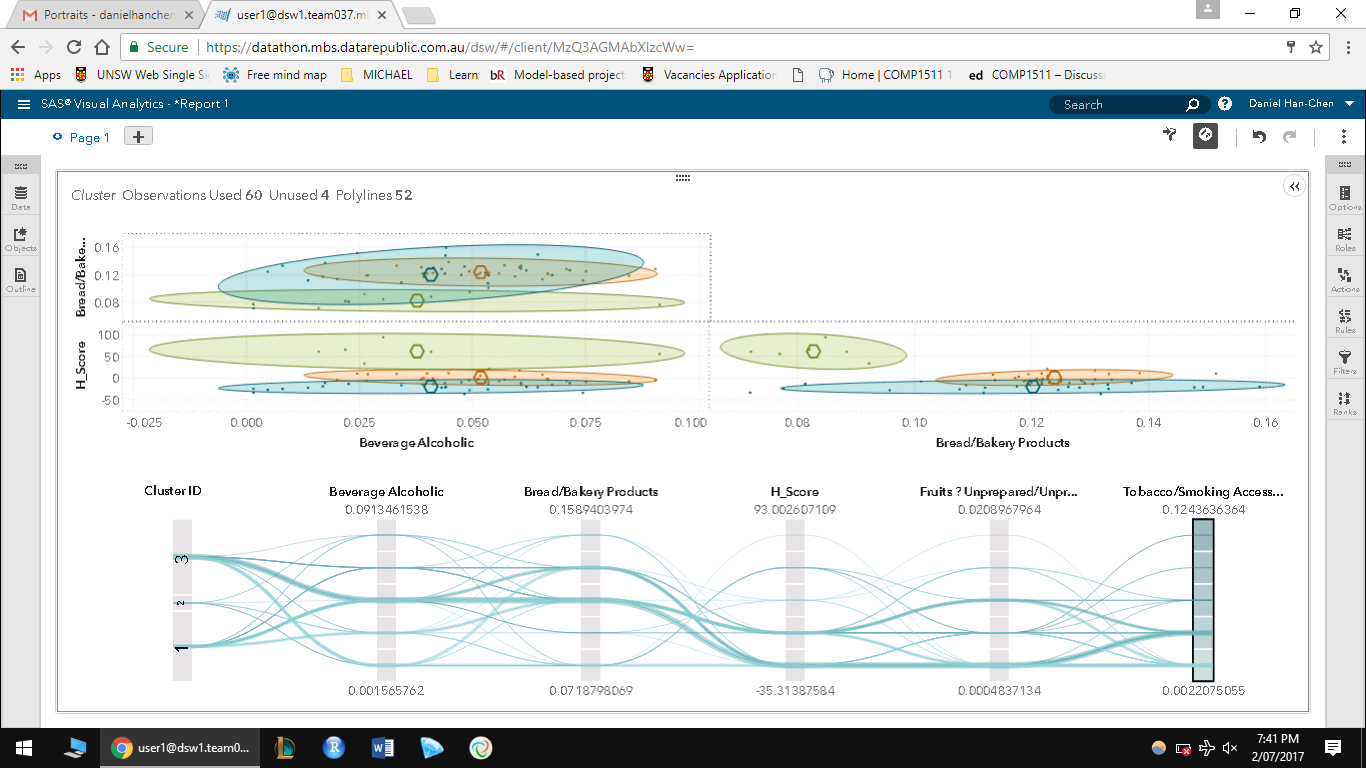 Portraits - danielhanchen
user1@dsw1.team037.m
Secure
https://datathon.mbs.datarepublic.com.au/dsw/#/client/MzQ3AGMAbXlzcWw=
Apps
UNSW Web Single Si
Free mind map
MICHAEL
Learn
bR Model-based project
Vacancies Application
Home | COMP1511 1
ed COMP1511 – Discuss
SAS® Visual Analytics - *Report 1
Search
Daniel Han-Chen
Page 1
Data
Objects
Outline
Options
Roles
Actions
Rules
Filters
Ranks
Cluster Observations Used 60 Unused 4 Polylines 52
Bread/Bake...
0.16
0.12
0.08
H_Score
100
50
0
-50
-0.025 0.000 0.025 0.050 0.075 0.100
0.08 0.10 0.12 0.14 0.16
Beverage Alcoholic
Bread/Bakery Products
Cluster ID
Beverage Alcoholic
Bread/Bakery Products
H_Score
Fruits ? Unprepared/Unpr...
Tobacco/Smoking Access...
0.0913461538
0.1589403974
93.002607109
0.0208967964
0.1243636364
3
2
1
0.001565762
0.0718798069
-35.31387584
0.0004837134
0.0022075055
user1@dsw1.team0...
7:41 PM
2/07/2017